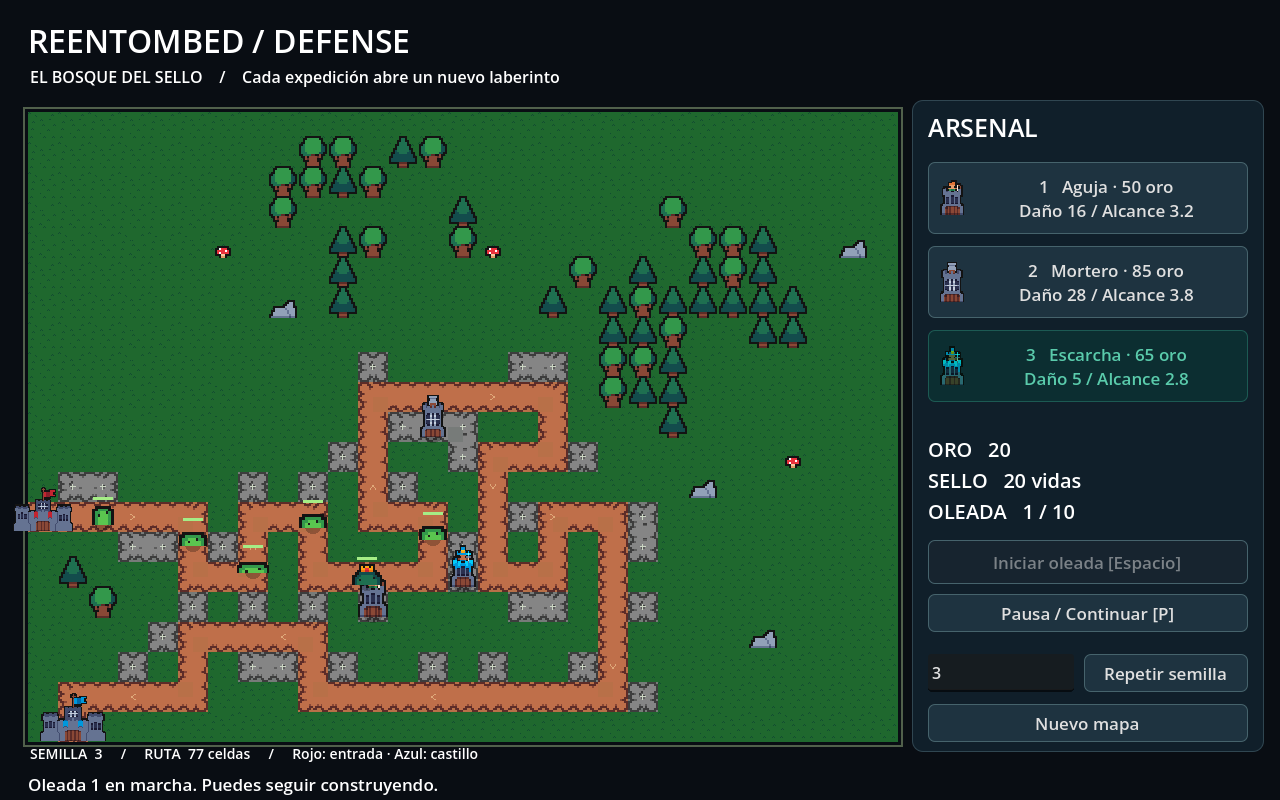 REENTOMBED / DEFENSE
EL BOSQUE DEL SELLO / Cada expedición abre un nuevo laberinto
ARSENAL
1 Aguja · 50 oro
Daño 16 / Alcance 3.2
2 Mortero · 85 oro
Daño 28 / Alcance 3.8
3 Escarcha · 65 oro
Daño 5 / Alcance 2.8
ORO 20
SELLO 20 vidas
OLEADA 1 / 10
Iniciar oleada [Espacio]
Pausa / Continuar [P]
3
Repetir semilla
Nuevo mapa
SEMILLA 3 / RUTA 77 celdas / Rojo: entrada · Azul: castillo
Oleada 1 en marcha. Puedes seguir construyendo.